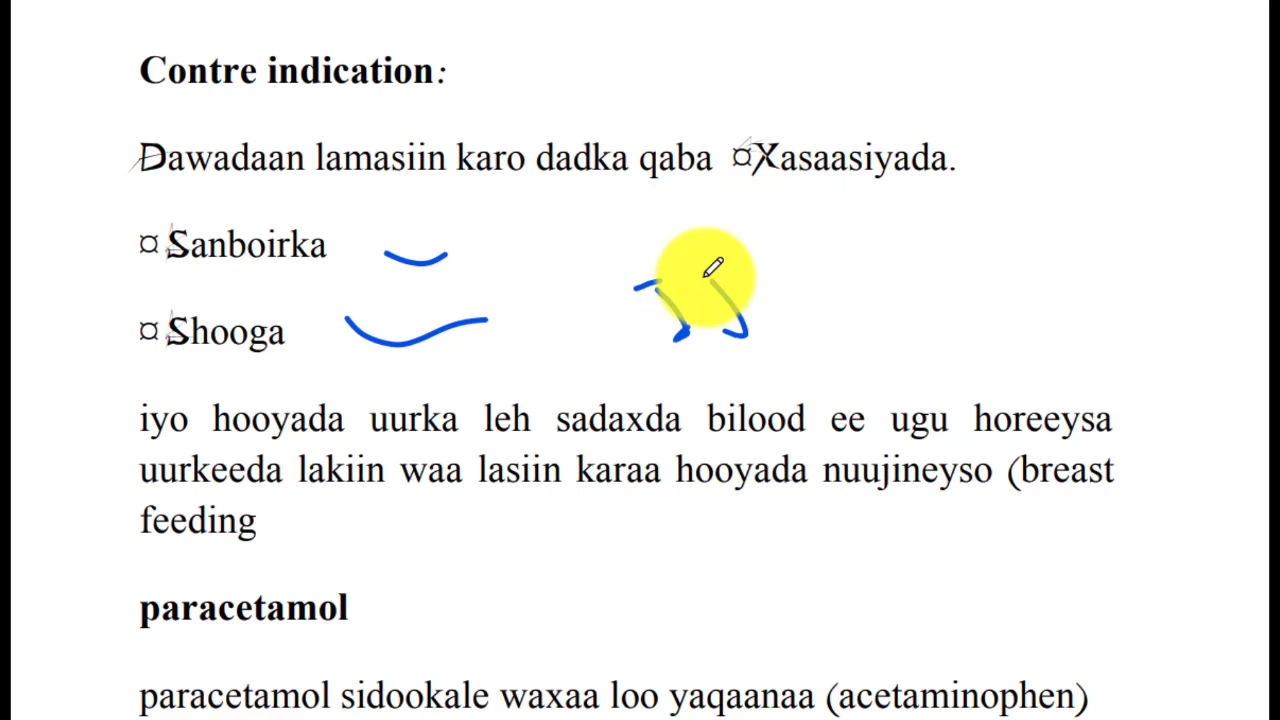 Contre indication:
Dawadaan lamasiin karo dadka qaba ¤Xasaasiyada.
¤ Sanboirka
¤ Shooga
iyo hooyada uurka leh sadaxda bilood ee ugu horeeysa
uurkeeda lakiin waa lasiin karaa hooyada nuujineyso (breast
feeding
paracetamol
paracetamol sidookale waxaa loo yaqaanaa (acetaminophen)